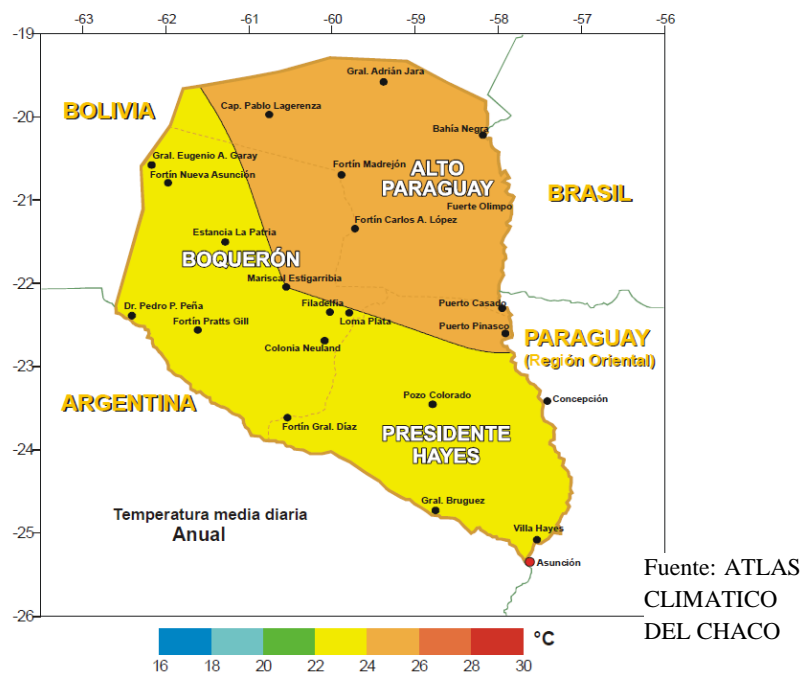 -63 -62 -61 -60 -59 -58 -57 -56
-19
-20
-21
-22
-23
-24
-25
-26
Gral. Adrián Jara
BOLIVIA
Cap. Pablo Lagerenza
Bahía Negra
Gral. Eugenio A. Garay
Fortín Madrejón
ALTO
PARAGUAY
Fortín Nueva Asunción
BRASIL
Fuerte Olimpo
Fortín Carlos A. López
Estancia La Patria
BOQUERÓN
Mariscal Estigarribia
Dr. Pedro P. Peña
Filadelfia
Puerto Casado
Fortín Pratts Gill
Loma Plata
Puerto Pinasco
PARAGUAY
(Región Oriental)
Colonia Neuland
ARGENTINA
Pozo Colorado
Concepción
Fortín Gral. Díaz
PRESIDENTE
HAYES
Gral. Bruguez
Temperatura media diaria
Anual
Villa Hayes
Asunción
Fuente: ATLAS
CLIMATICO
DEL CHACO
°C
16 18 20 22 24 26 28 30